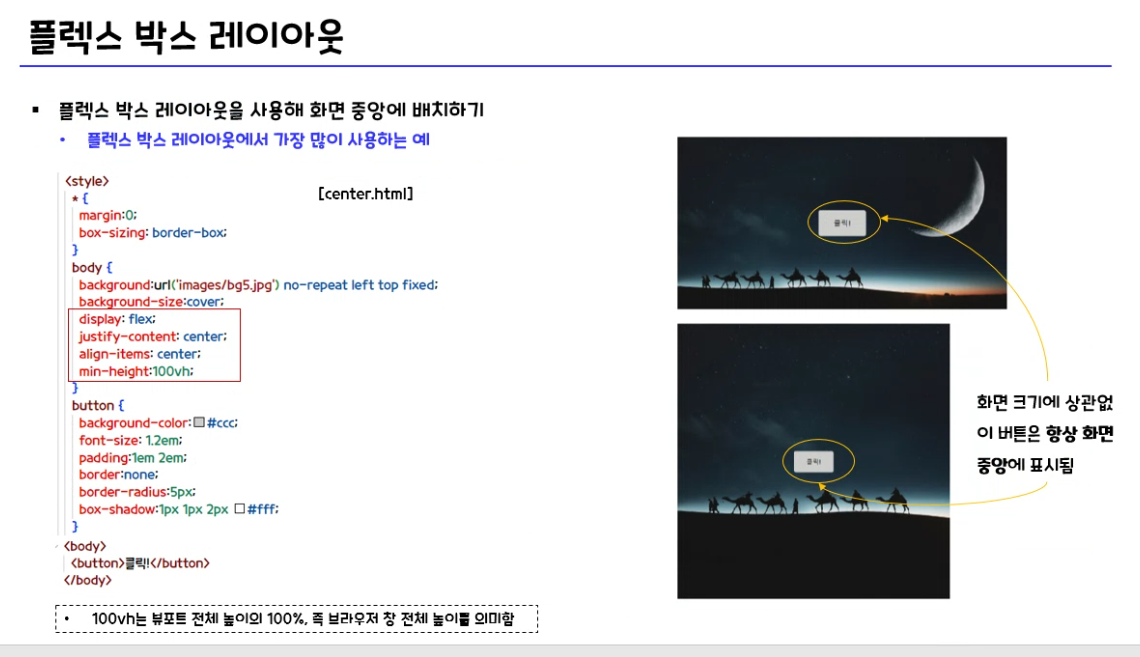 플렉스 박스 레이아웃
▪ 플렉스 박스 레이아웃을 사용해 화면 중앙에 배치하기
• 플렉스 박스 레이아웃에서 가장 많이 사용하는 예
[center.html]
<style>
* {
margin:0;
box-sizing: border-box;
}
body {
background:url('images/bg5.jpg') no-repeat left top fixed;
background-size:cover;
display: flex;
justify-content: center;
align-items: center;
min-height:100vh;
}
button {
background-color:#ccc;
font-size: 1.2em;
padding:1em 2em;
border:none;
border-radius:5px;
box-shadow:1px 1px 2px #fff;
}
<body>
<button>클릭!</button>
</body>
• 100vh는 뷰포트 전체 높이의 100%, 즉 브라우저 창 전체 높이를 의미함
클릭!
클릭!
화면 크기에 상관없
이 버튼은 항상 화면
중앙에 표시됨